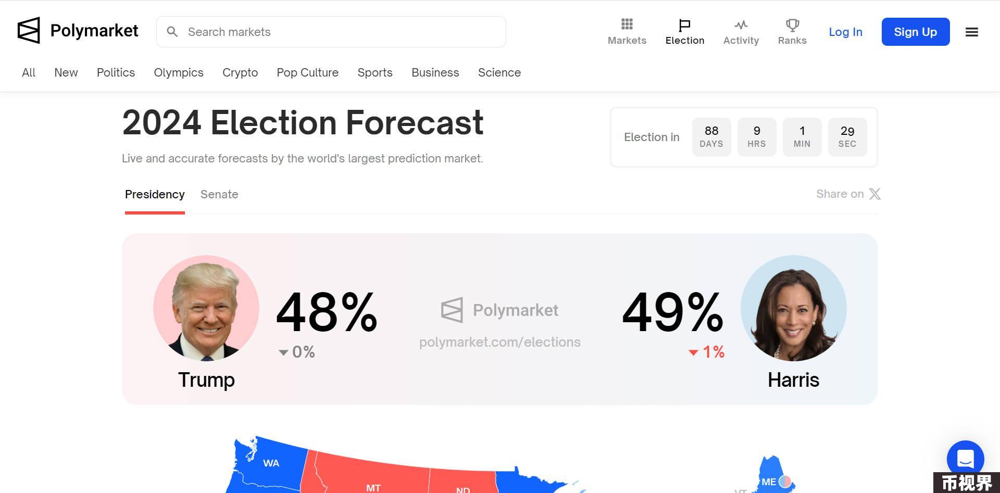 Polymarket
Search markets
Markets
Election
Activity
Ranks
Log In
Sign Up
All New Politics Olympics Crypto Pop Culture Sports Business Science
2024 Election Forecast
Live and accurate forecasts by the world's largest prediction market.
Election in
88 DAYS
9 HRS
1 MIN
29 SEC
Presidency Senate
Share on X
48%
0%
Trump
Polymarket
polymarket.com/elections
49%
1%
Harris
WA
MT
ND
VT
ME
币视界